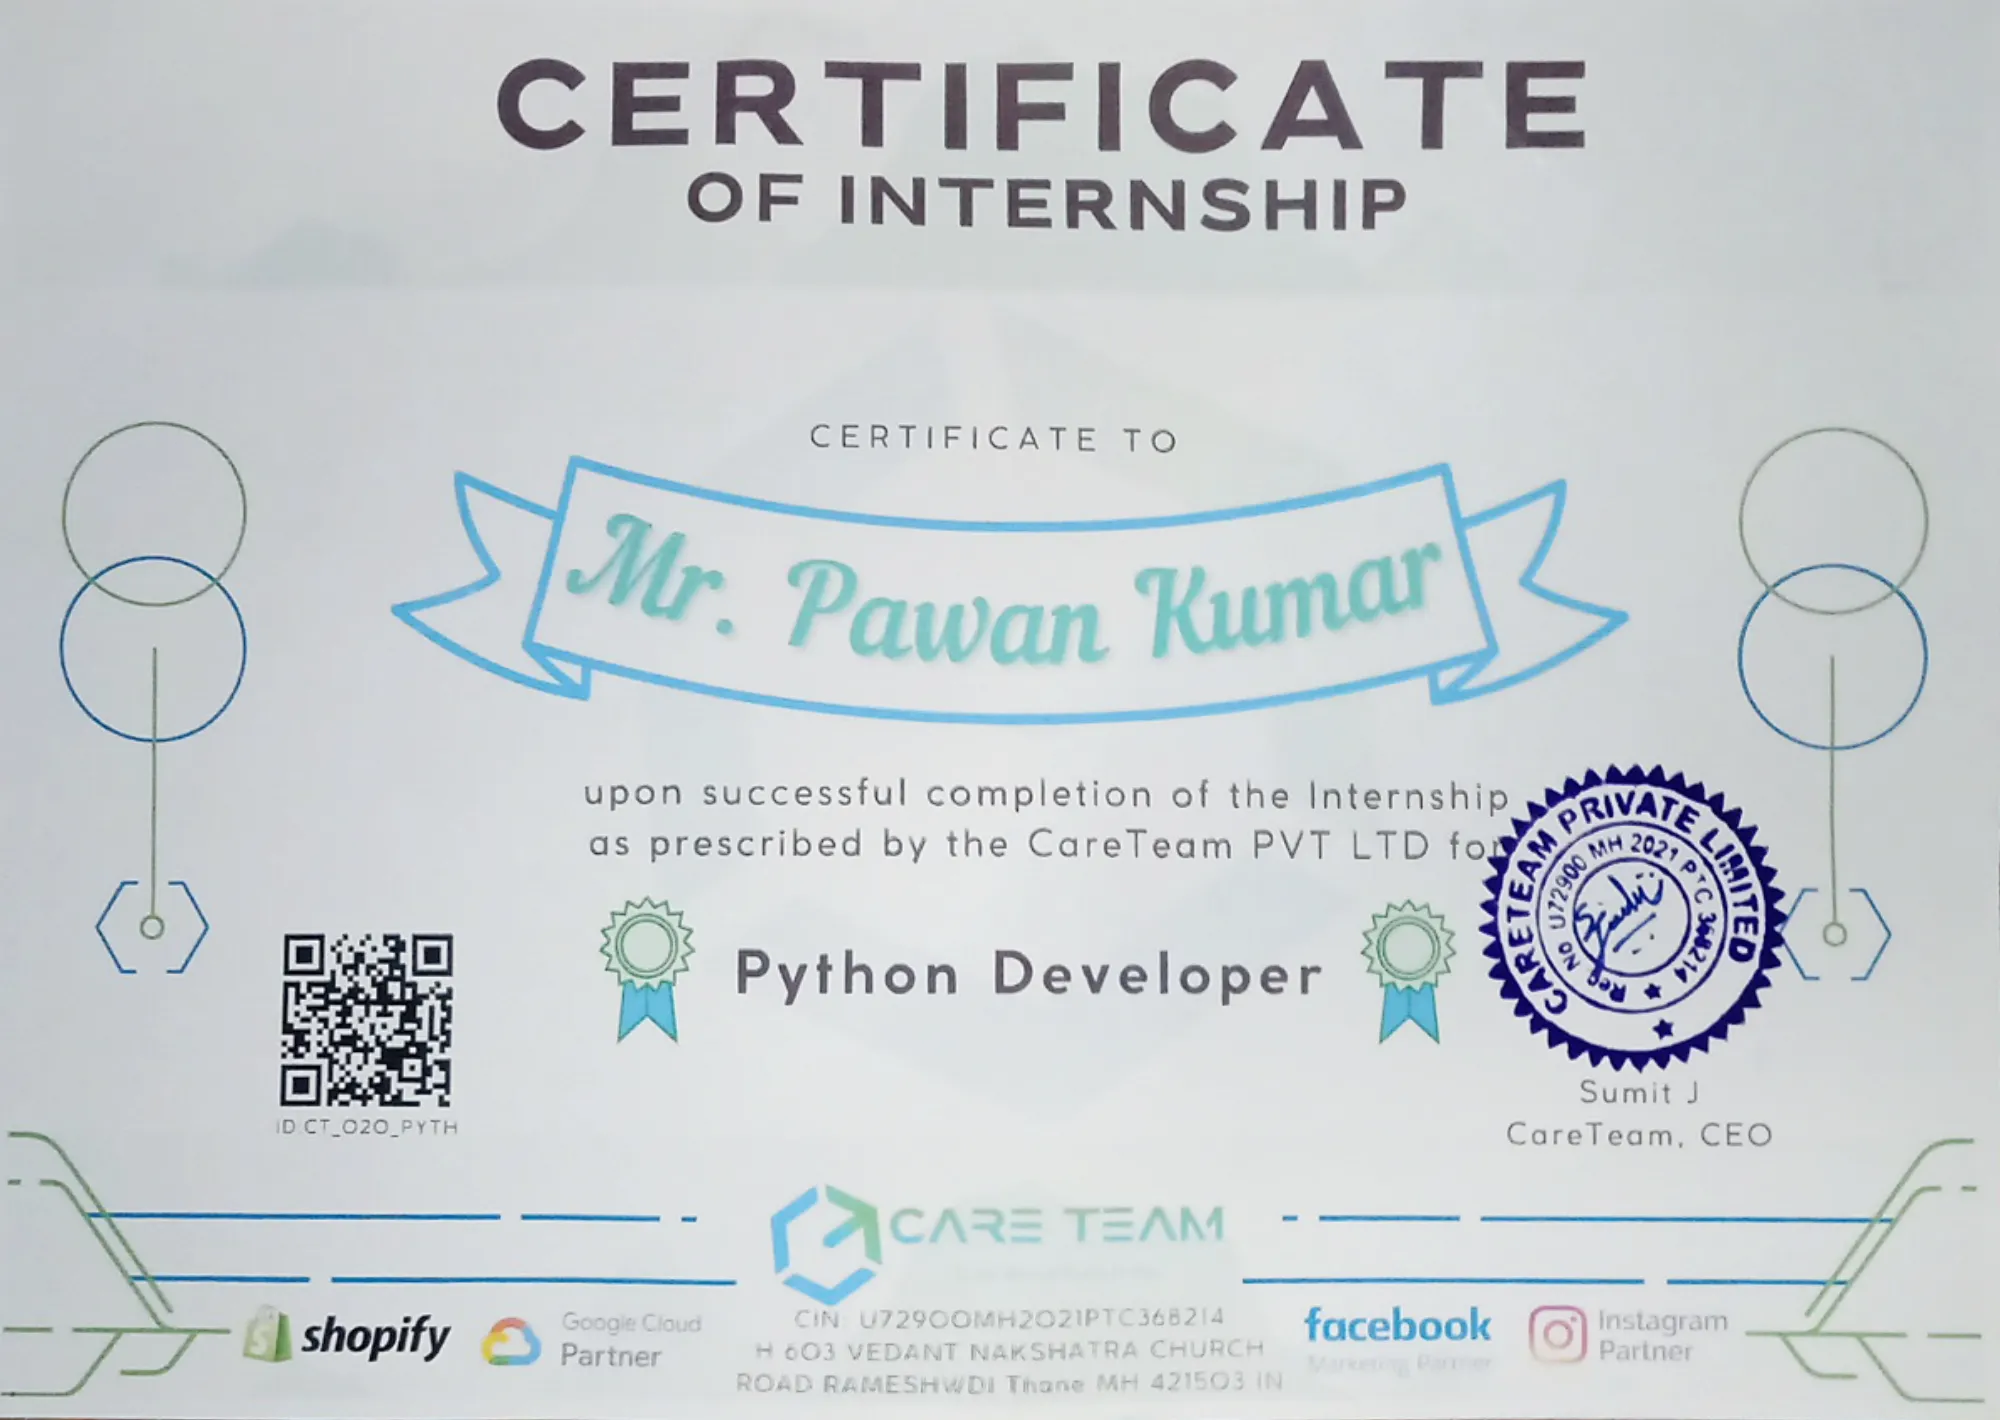 CERTIFICATE
OF INTERNSHIP
CERTIFICATE TO
Mr. Pawan Kumar
upon successful completion of the Internship
as prescribed by the CareTeam PVT LTD for
Python Developer
CARETEAM PRIVATE LIMITED
Reg NO U72900 MH 2021 PTC 368214
ID:CT_020_PYTH
Sumit J
CareTeam, CEO
CARE TEAM
shopify
Google Cloud
Partner
CIN: U72900MH2021PTC368214
H 603 VEDANT NAKSHATRA CHURCH
ROAD RAMESHWDI Thane MH 421503 IN
facebook
Marketing Partner
Instagram
Partner